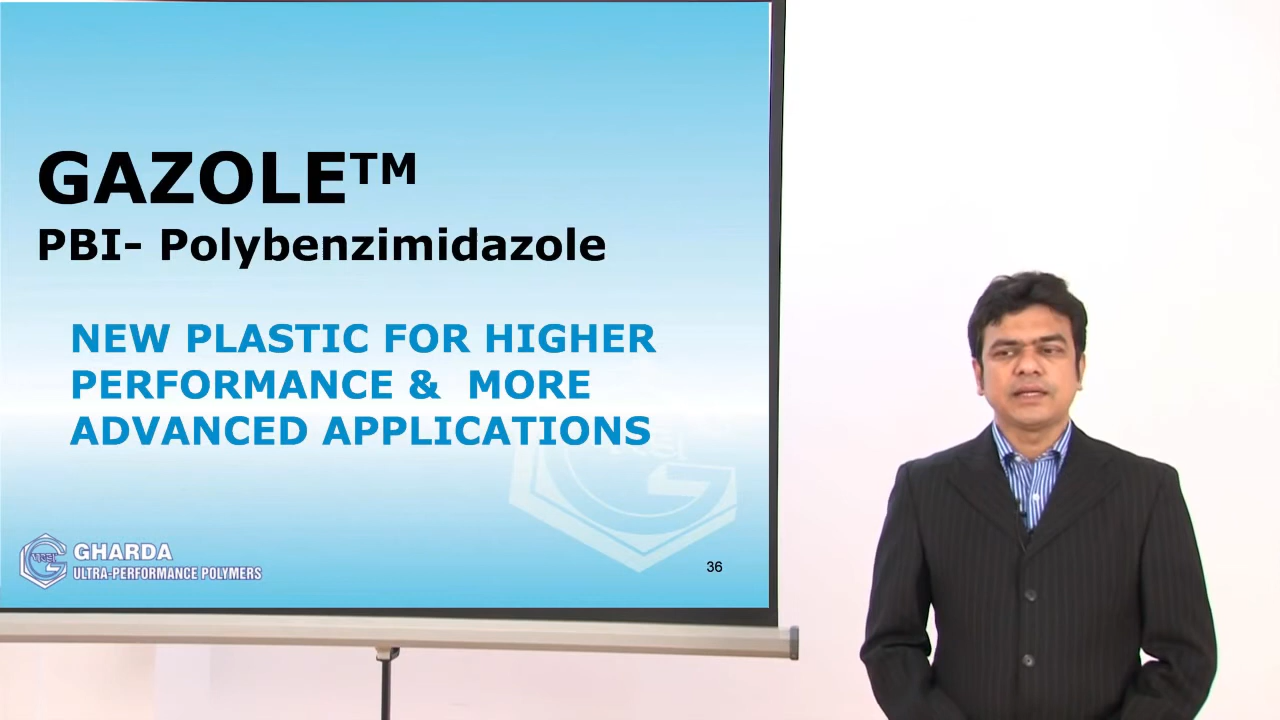 GAZOLE™
PBI- Polybenzimidazole
NEW PLASTIC FOR HIGHER
PERFORMANCE & MORE
ADVANCED APPLICATIONS
GHARDA
ULTRA-PERFORMANCE POLYMERS
36